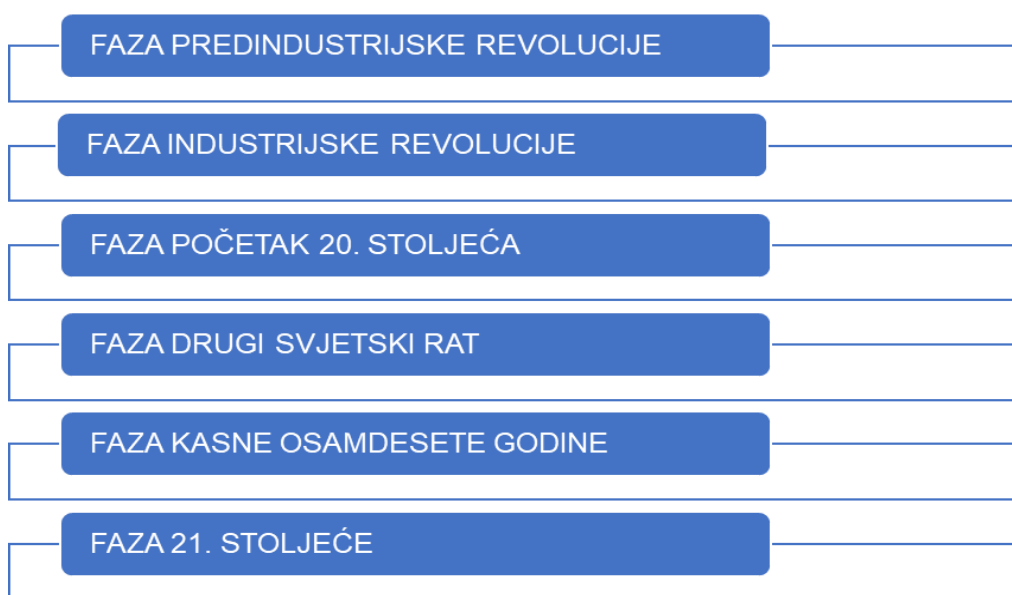 FAZA PREDINDUSTRIJSKE REVOLUCIJE
FAZA INDUSTRIJSKE REVOLUCIJE
FAZA POČETAK 20. STOLJEĆA
FAZA DRUGI SVJETSKI RAT
FAZA KASNE OSAMDESETE GODINE
FAZA 21. STOLJEĆE